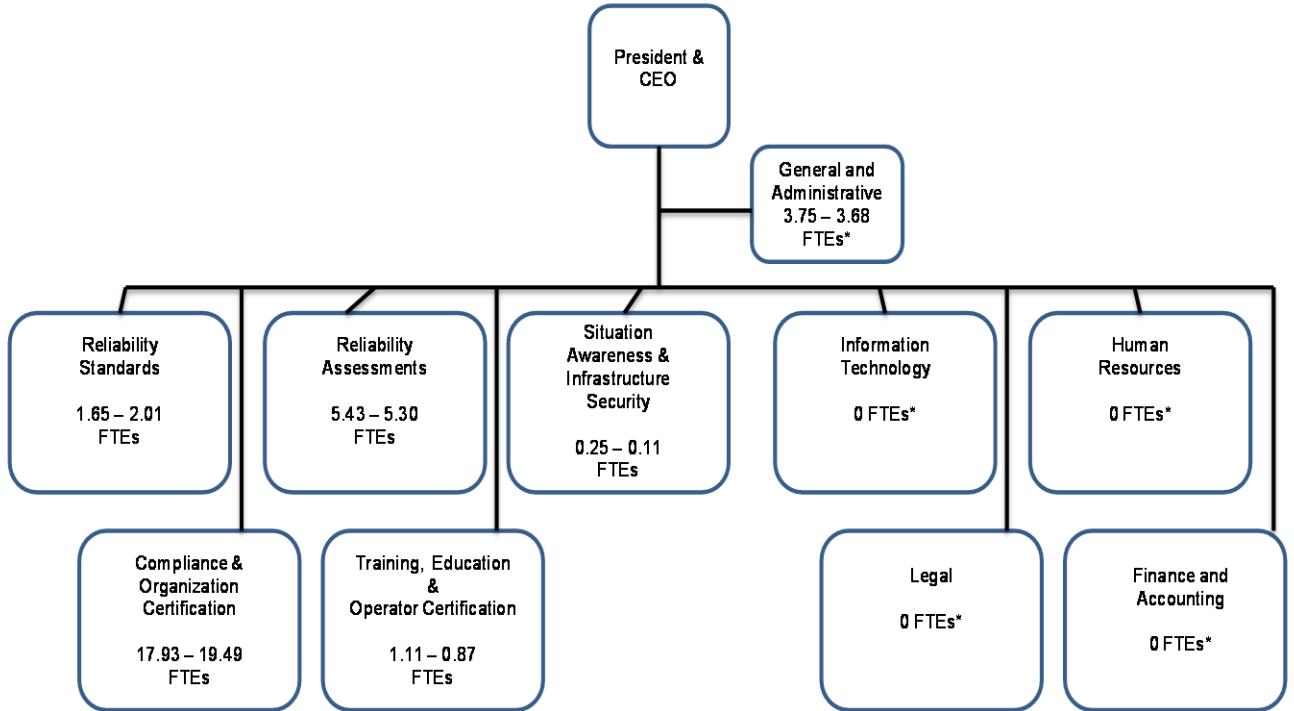 President &
CEO
General and
Administrative
3.75 – 3.68
FTEs*
Reliability
Standards
1.65 – 2.01
FTEs
Reliability
Assessments
5.43 – 5.30
FTEs
Situation
Awareness &
Infrastructure
Security
0.25 – 0.11
FTEs
Information
Technology
0 FTEs*
Human
Resources
0 FTEs*
Compliance &
Organization
Certification
17.93 – 19.49
FTEs
Training, Education
&
Operator Certification
1.11 – 0.87
FTEs
Legal
0 FTEs*
Finance and
Accounting
0 FTEs*